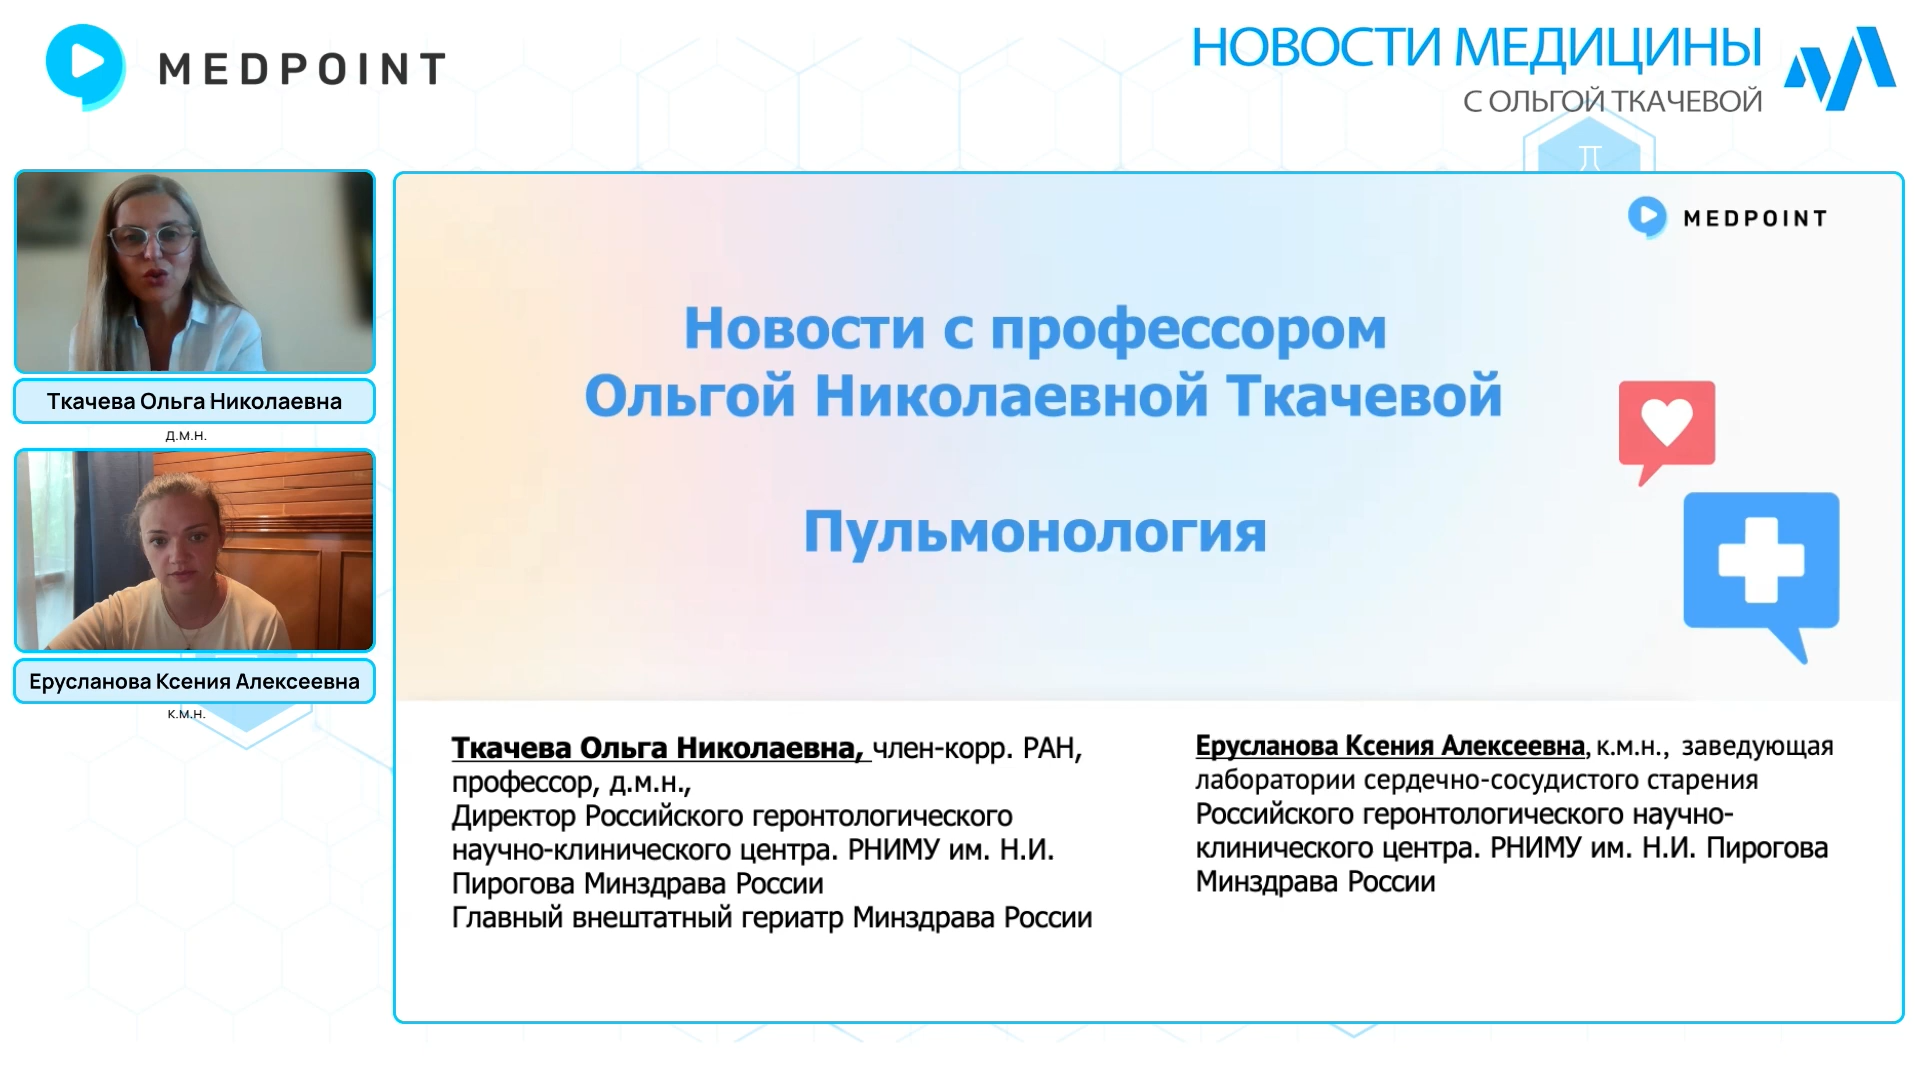 MEDPOINT
НОВОСТИ МЕДИЦИНЫ
С ОЛЬГОЙ ТКАЧЕВОЙ
Ткачева Ольга Николаевна
д.м.н.
Ерусланова Ксения Алексеевна
к.м.н.
MEDPOINT
Новости с профессором
Ольгой Николаевной Ткачевой
Пульмонология
Ткачева Ольга Николаевна, член-корр. РАН,
профессор, д.м.н.,
Директор Российского геронтологического
научно-клинического центра. РНИМУ им. Н.И.
Пирогова Минздрава России
Главный внештатный гериатр Минздрава России
Ерусланова Ксения Алексеевна, к.м.н., заведующая
лаборатории сердечно-сосудистого старения
Российского геронтологического научно-
клинического центра. РНИМУ им. Н.И. Пирогова
Минздрава России